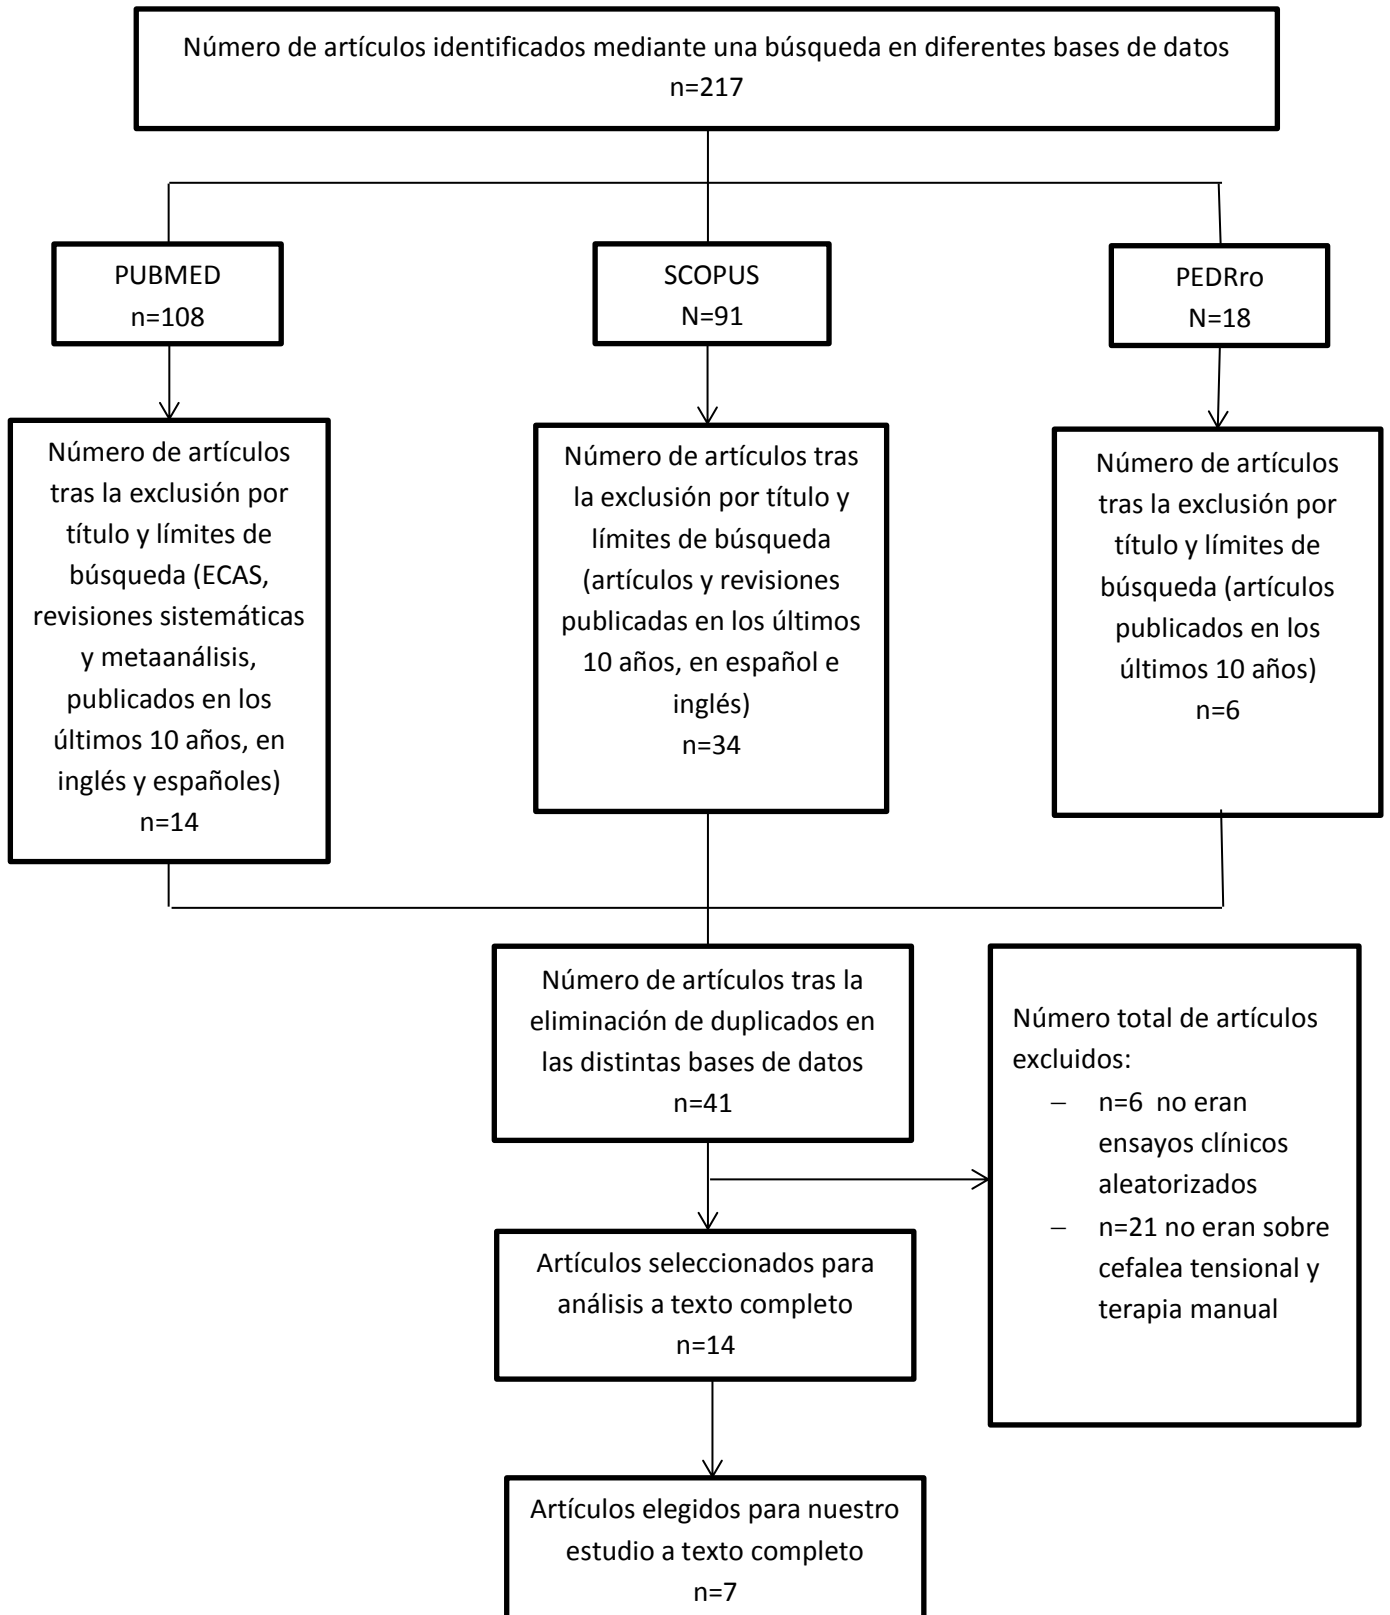 Número de artículos identificados mediante una búsqueda en diferentes bases de datos
n=217
PUBMED
n=108
SCOPUS
N=91
PEDRro
N=18
Número de artículos
tras la exclusión por
título y límites de
búsqueda (ECAS,
revisiones sistemáticas
y metaanálisis,
publicados en los
últimos 10 años, en
inglés y españoles)
n=14
Número de artículos tras
la exclusión por título y
límites de búsqueda
(artículos y revisiones
publicadas en los últimos
10 años, en español e
inglés)
n=34
Número de artículos
tras la exclusión por
título y límites de
búsqueda (artículos
publicados en los
últimos 10 años)
n=6
Número de artículos tras la
eliminación de duplicados en
las distintas bases de datos
n=41
Número total de artículos
excluidos:
– n=6 no eran
ensayos clínicos
aleatorizados
– n=21 no eran sobre
cefalea tensional y
terapia manual
Artículos seleccionados para
análisis a texto completo
n=14
Artículos elegidos para nuestro
estudio a texto completo
n=7